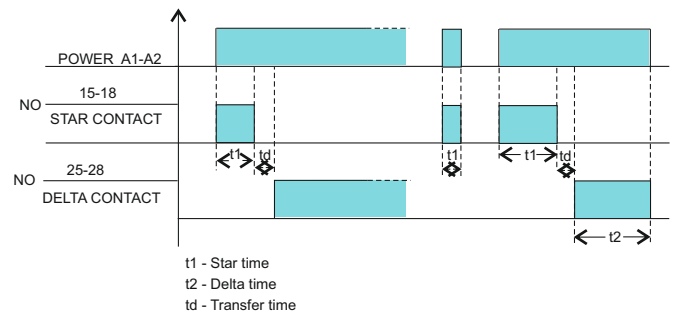 POWER A1-A2
15-18
NO
STAR CONTACT
t1 td t1 t1 td
25-28
NO
DELTA CONTACT
t2
t1 - Star time
t2 - Delta time
td - Transfer time